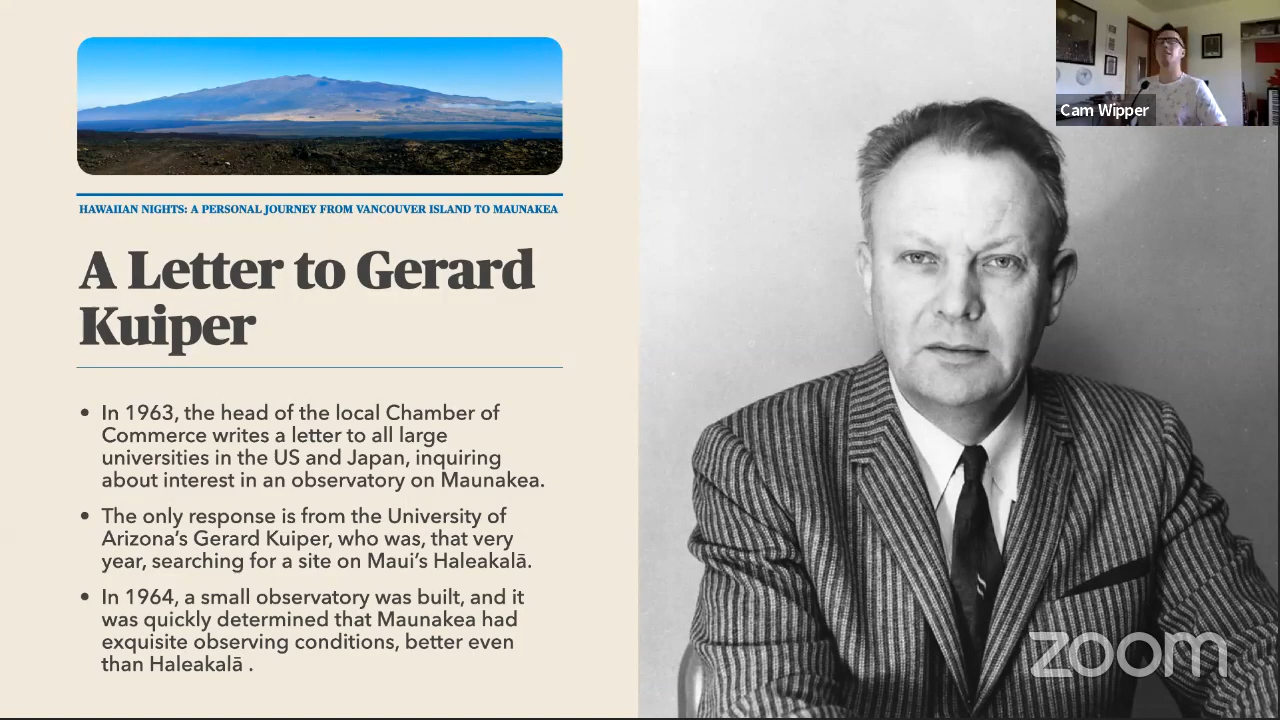 Cam Wipper
HAWAIIAN NIGHTS: A PERSONAL JOURNEY FROM VANCOUVER ISLAND TO MAUNAKEA
A Letter to Gerard
Kuiper
• In 1963, the head of the local Chamber of
Commerce writes a letter to all large
universities in the US and Japan, inquiring
about interest in an observatory on Maunakea.
• The only response is from the University of
Arizona's Gerard Kuiper, who was, that very
year, searching for a site on Maui's Haleakalā.
• In 1964, a small observatory was built, and it
was quickly determined that Maunakea had
exquisite observing conditions, better even
than Haleakalā .
zoom